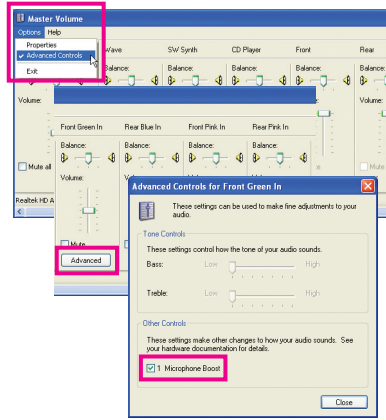 Master Volume
Options Help
Properties
Advanced Controls
Exit
Wave
SW Synth
CD Player
Front
Rear
Balance:
Balance:
Balance:
Balance:
Balance:
Volume:
Mute all
Mute
Realtek HD A
Front Green In
Rear Blue In
Front Pink In
Rear Pink In
Balance:
Balance:
Balance:
Balance:
Volume:
Mute
Advanced
Advanced Controls for Front Green In
These settings can be used to make fine adjustments to your
audio.
Tone Controls
These settings control how the tone of your audio sounds.
Bass: Low High
Treble: Low High
Other Controls
These settings make other changes to how your audio sounds. See
your hardware documentation for details.
1 Microphone Boost
Close